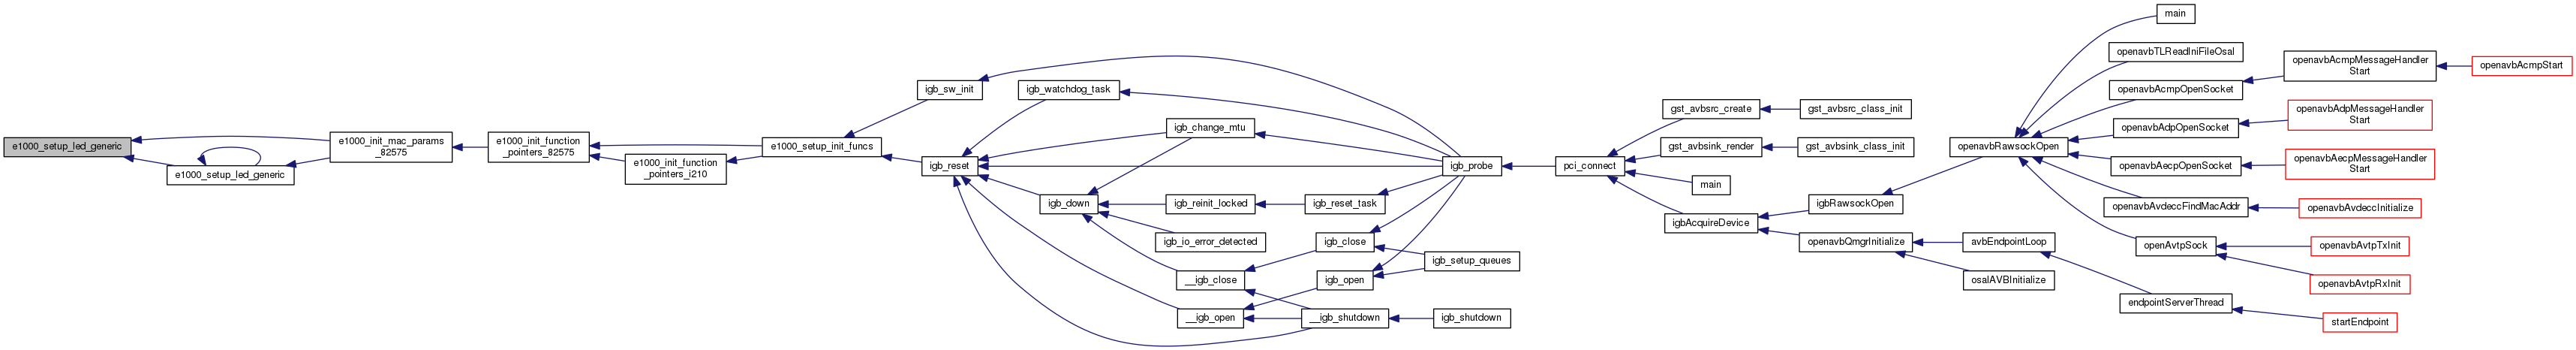 e1000_setup_led_generic
e1000_setup_led_generic
e1000_init_mac_params
_82575
e1000_init_function
_pointers_82575
e1000_init_function
_pointers_i210
e1000_setup_init_funcs
igb_sw_init
igb_reset
igb_watchdog_task
igb_change_mtu
igb_down
igb_reinit_locked
igb_io_error_detected
__igb_close
__igb_open
igb_reset_task
igb_close
igb_open
__igb_shutdown
igb_probe
igb_setup_queues
igb_shutdown
pci_connect
gst_avbsrc_create
gst_avbsink_render
main
igbAcquireDevice
gst_avbsrc_class_init
gst_avbsink_class_init
igbRawsockOpen
openavbQmgrInitialize
avbEndpointLoop
osalAVBInitialize
openavbRawsockOpen
main
openavbTLReadIniFileOsal
openavbAcmpOpenSocket
openavbAdpOpenSocket
openavbAecpOpenSocket
openavbAvdeccFindMacAddr
openAvtpSock
endpointServerThread
openavbAcmpMessageHandler
Start
openavbAdpMessageHandler
Start
openavbAecpMessageHandler
Start
openavbAvdeccInitialize
openavbAvtpTxInit
openavbAvtpRxInit
startEndpoint
openavbAcmpStart